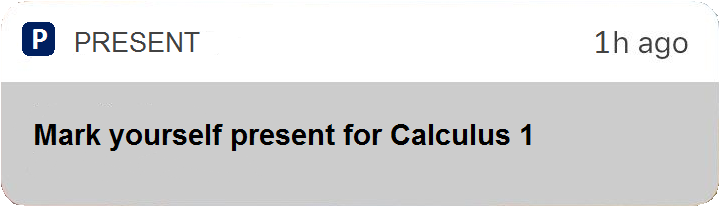 P PRESENT 1h ago
Mark yourself present for Calculus 1